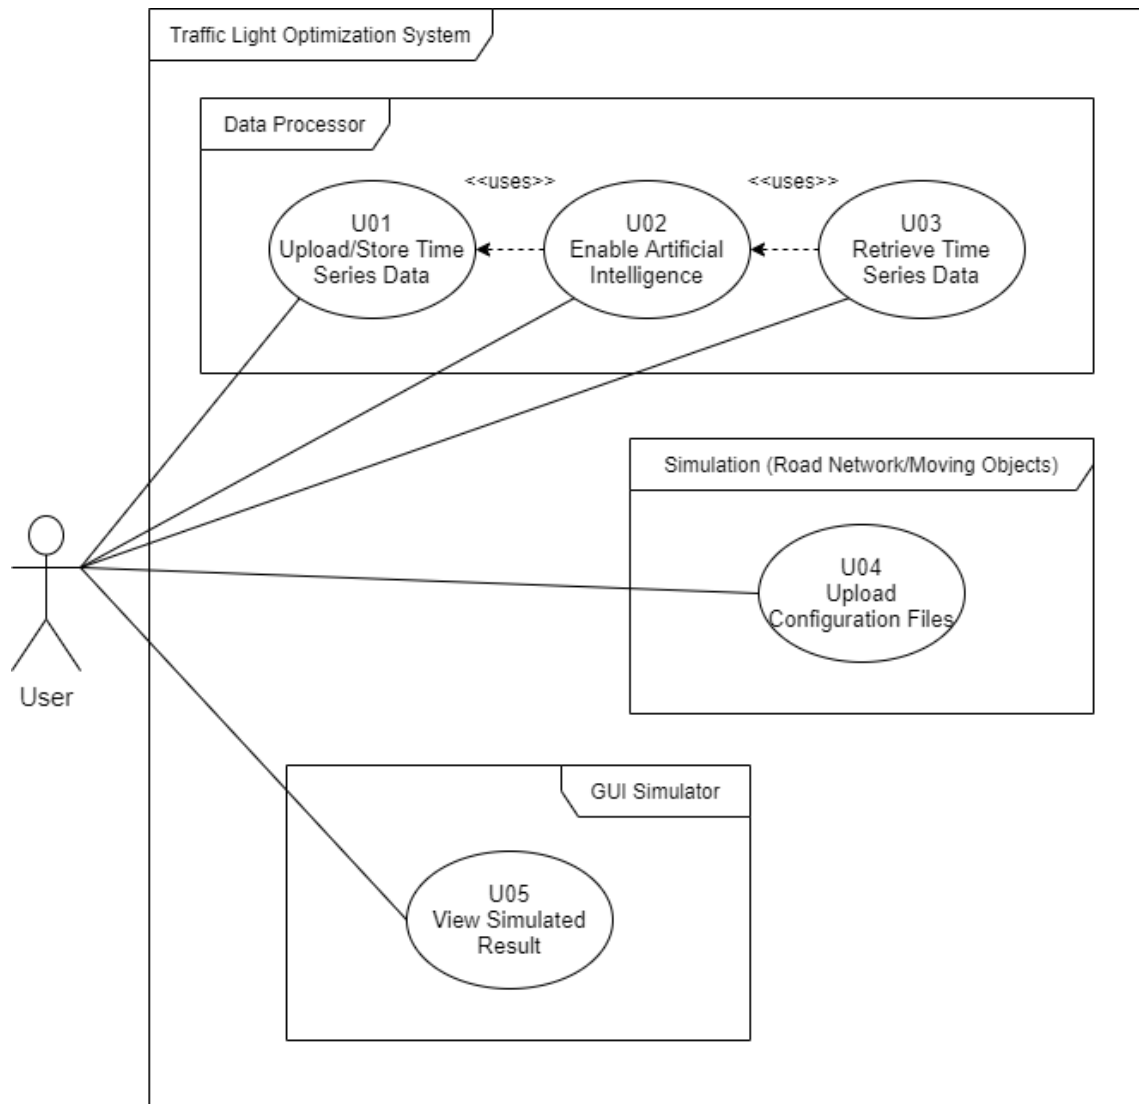 Traffic Light Optimization System
Data Processor
<<uses>>
<<uses>>
U01
Upload/Store Time
Series Data
U02
Enable Artificial
Intelligence
U03
Retrieve Time
Series Data
Simulation (Road Network/Moving Objects)
U04
Upload
Configuration Files
User
GUI Simulator
U05
View Simulated
Result